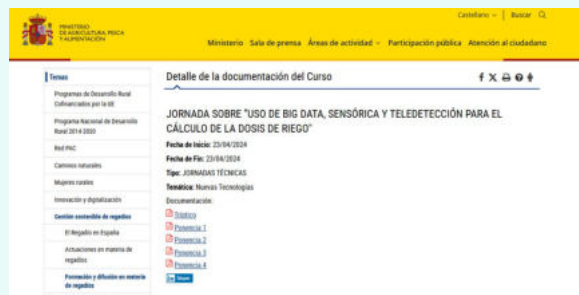 Castellano
Buscar
MINISTERIO
DE AGRICULTURA, PESCA
Y ALIMENTACIÓN
Ministerio Sala de prensa Áreas de actividad Participación pública Atención al ciudadano
Temas
Programas de Desarrollo Rural
Cofinanciados por la UE
Programa Nacional de Desarrollo
Rural 2014-2020
Red PAC
Caminos naturales
Mujeres rurales
Innovación y digitalización
Gestión sostenible de regadíos
El Regadío en España
Actuaciones en materia de
regadíos
Formación y difusión en materia
de regadíos
Detalle de la documentación del Curso
JORNADA SOBRE "USO DE BIG DATA, SENSÓRICA Y TELEDETECCIÓN PARA EL
CÁLCULO DE LA DOSIS DE RIEGO"
Fecha de Inicio: 23/04/2024
Fecha de Fin: 23/04/2024
Tipo: JORNADAS TÉCNICAS
Temática: Nuevas Tecnologías
Documentación:
Tríptico
Ponencia 1
Ponencia 2
Ponencia 3
Ponencia 4
Share